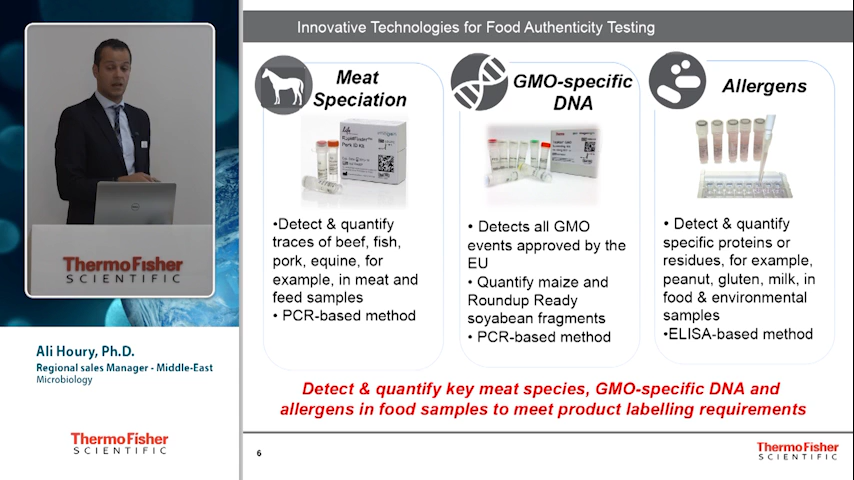 Innovative Technologies for Food Authenticity Testing
Meat
Speciation
•Detect & quantify
traces of beef, fish,
pork, equine, for
example, in meat and
feed samples
• PCR-based method
GMO-specific
DNA
• Detects all GMO
events approved by the
EU
• Quantify maize and
Roundup Ready
soyabean fragments
• PCR-based method
Allergens
• Detect & quantify
specific proteins or
residues, for example,
peanut, gluten, milk, in
food & environmental
samples
•ELISA-based method
Detect & quantify key meat species, GMO-specific DNA and
allergens in food samples to meet product labelling requirements
6
ThermoFisher
SCIENTIFIC
ThermoFisher
SCIENTIFIC
Ali Houry, Ph.D.
Regional sales Manager - Middle-East
Microbiology
ThermoFisher
SCIENTIFIC